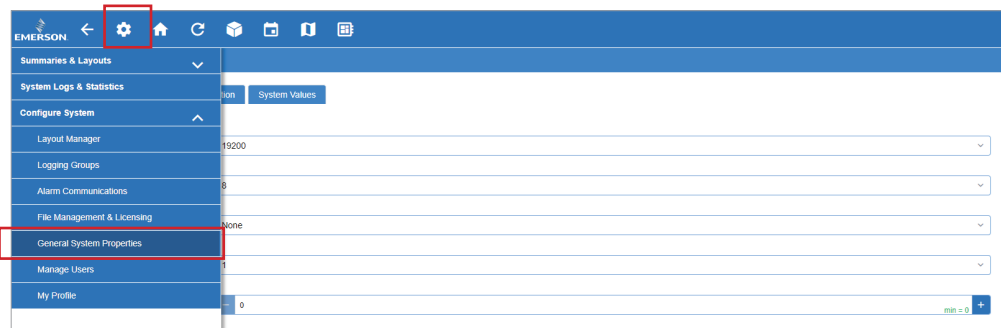 EMERSON
Summaries & Layouts
System Logs & Statistics
tion System Values
Configure System
Layout Manager
19200
Logging Groups
8
Alarm Communications
File Management & Licensing
None
General System Properties
1
Manage Users
My Profile
0
min = 0